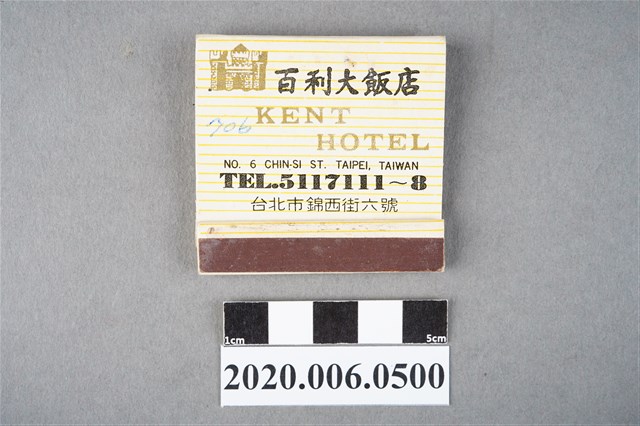 百利大飯店
706
KENT
HOTEL
NO. 6 CHIN-SI ST. TAIPEI, TAIWAN
TEL.5117111～8
台北市錦西街六號
1cm 5cm
2020.006.0500